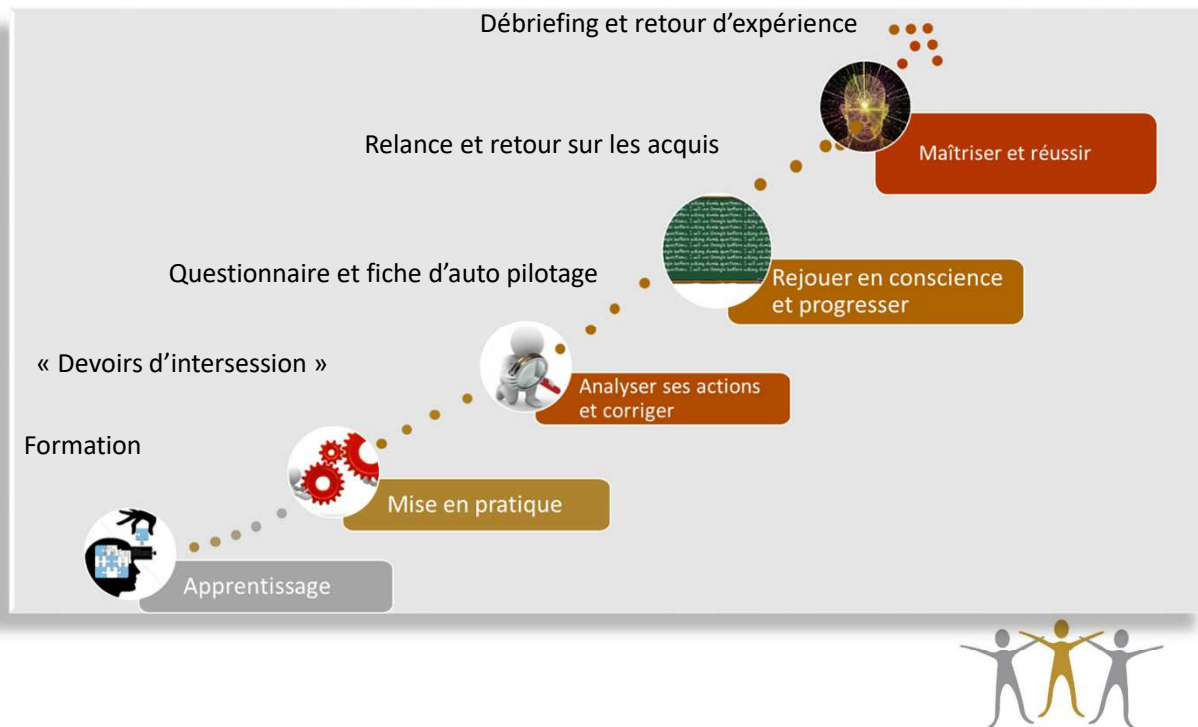 Débriefing et retour d’expérience
Maîtriser et réussir
Relance et retour sur les acquis
Rejouer en conscience
et progresser
Questionnaire et fiche d’auto pilotage
Analyser ses actions
et corriger
« Devoirs d’intersession »
Mise en pratique
Formation
Apprentissage